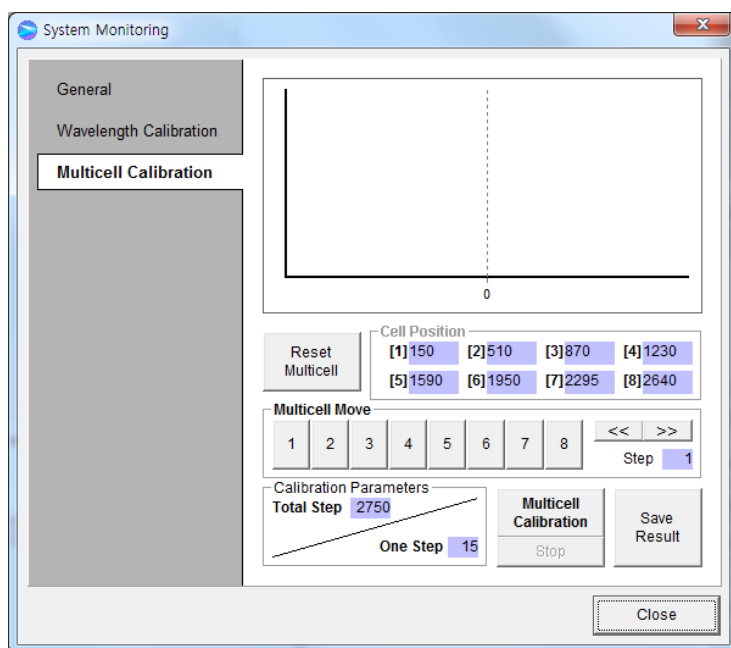 System Monitoring
x
General
Wavelength Calibration
Multicell Calibration
0
Reset
Multicell
Cell Position
[1] 150 [2] 510 [3] 870 [4] 1230
[5] 1590 [6] 1950 [7] 2295 [8] 2640
Multicell Move
1 2 3 4 5 6 7 8 << >>
Step 1
Calibration Parameters
Total Step 2750
One Step 15
Multicell
Calibration
Stop
Save
Result
Close